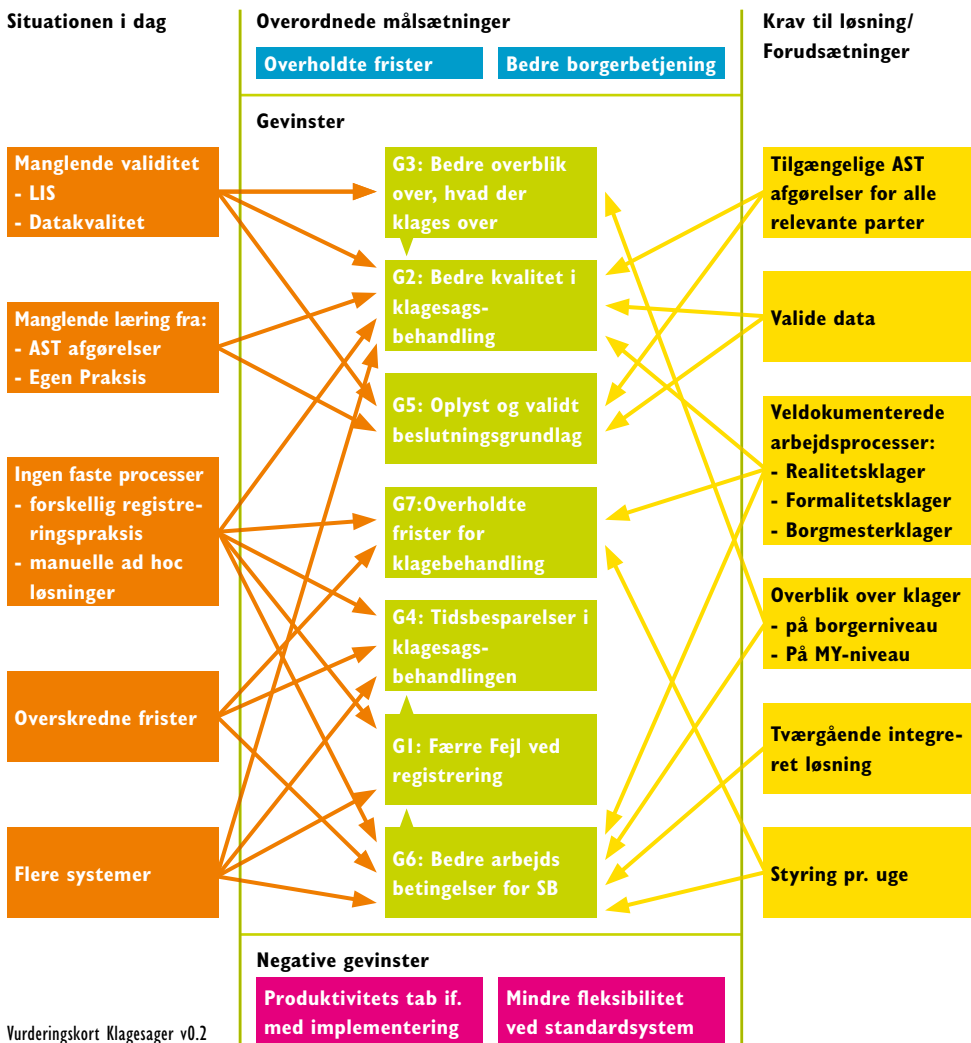 Situationen i dag
Overordnede målsætninger
Krav til løsning/
Forudsætninger
Overholdte frister
Bedre borgerbetjening
Gevinster
Manglende validitet
- LIS
- Datakvalitet
Manglende læring fra:
- AST afgørelser
- Egen Praksis
Ingen faste processer
- forskellig registre-
ringspraksis
- manuelle ad hoc
løsninger
Overskredne frister
Flere systemer
G3: Bedre overblik
over, hvad der
klages over
G2: Bedre kvalitet i
klagesags-
behandling
G5: Oplyst og validt
beslutningsgrundlag
G7:Overholdte
frister for
klagebehandling
G4: Tidsbesparelser i
klagesags-
behandlingen
G1: Færre Fejl ved
registrering
G6: Bedre arbejds
betingelser for SB
Tilgængelige AST
afgørelser for alle
relevante parter
Valide data
Veldokumenterede
arbejdsprocesser:
- Realitetsklager
- Formalitetsklager
- Borgmesterklager
Overblik over klager
- på borgerniveau
- På MY-niveau
Tværgående integre-
ret løsning
Styring pr. uge
Negative gevinster
Produktivitets tab if.
med implementering
Mindre fleksibilitet
ved standardsystem
Vurderingskort Klagesager v0.2